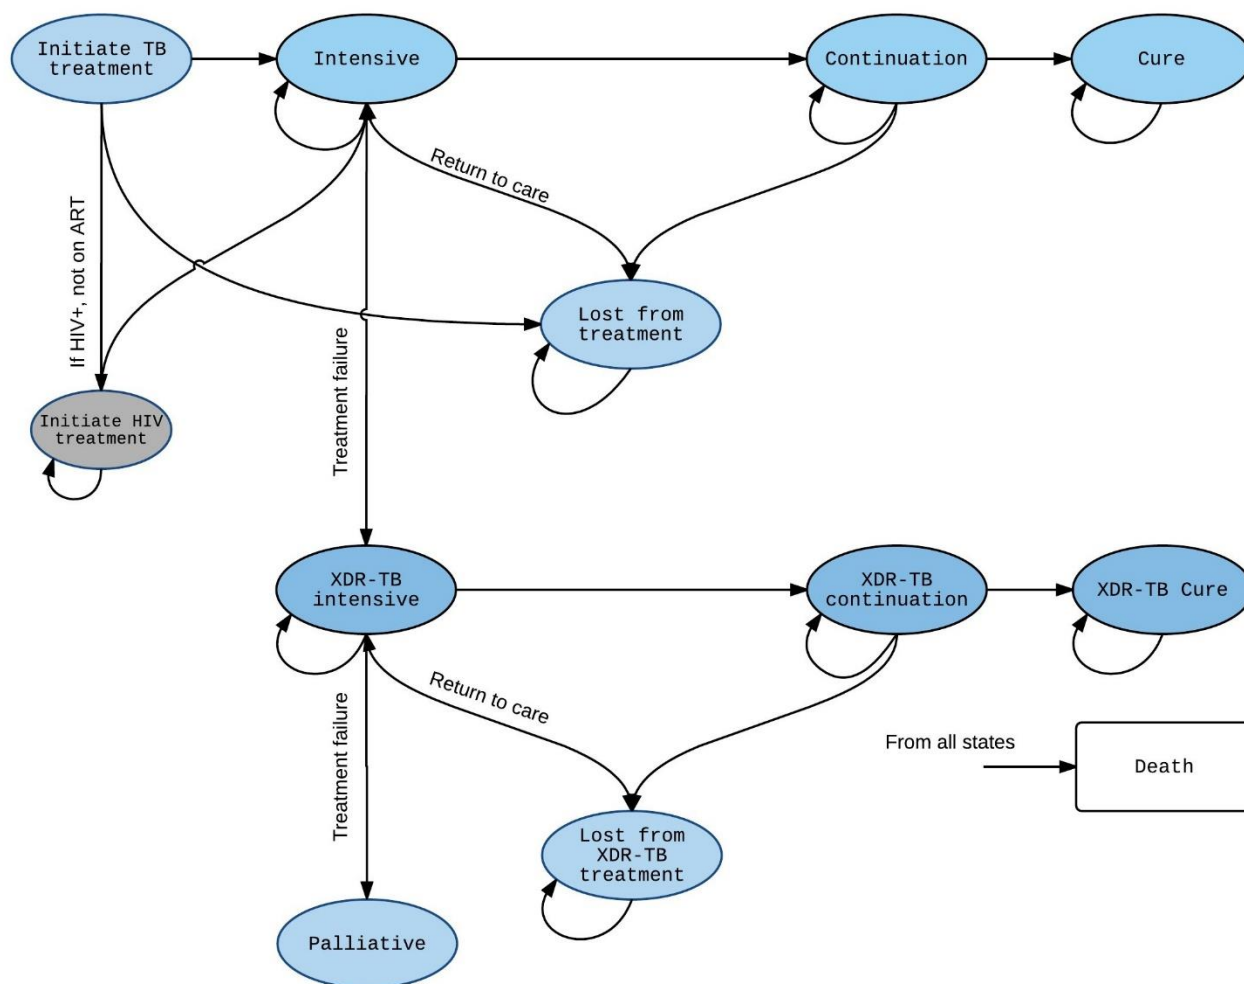 Initiate TB
treatment
Intensive
Continuation
Cure
Return to care
If HIV+, not on ART
Lost from
treatment
Treatment failure
Initiate HIV
treatment
XDR-TB
intensive
XDR-TB
continuation
XDR-TB Cure
Return to care
Treatment failure
From all states
Death
Lost from
XDR-TB
treatment
Palliative